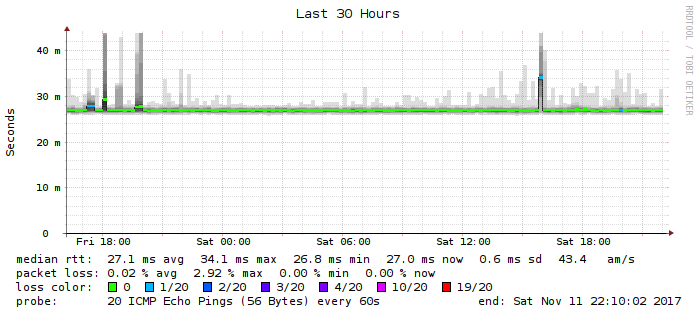 Last 30 Hours
RRDTOOL / TOBI OETIKER
Seconds
40 m
30 m
20 m
10 m
0
Fri 18:00 Sat 00:00 Sat 06:00 Sat 12:00 Sat 18:00
median rtt: 27.1 ms avg 34.1 ms max 26.8 ms min 27.0 ms now 0.6 ms sd 43.4 am/s
packet loss: 0.02 % avg 2.92 % max 0.00 % min 0.00 % now
loss color: 0 1/20 2/20 3/20 4/20 10/20 19/20
probe: 20 ICMP Echo Pings (56 Bytes) every 60s end: Sat Nov 11 22:10:02 2017